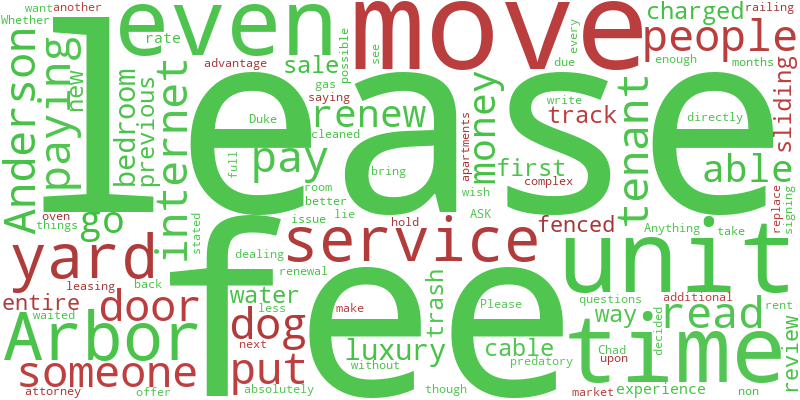 want another
Whether
even
move
charged
railing
people
rate
advantage
sale
possible
see
every
due
enough
months
Anderson
paying
new
lease
internet
bedroom
previous
gas
saying
renew
Duke
cleaned
money
write
track
tenant
directly
sliding
pay
full
room
better
bring
apartments
first
complex
wish
able
replace
signing
oven
things
go
stated
issue
lie
hold
ASK
fenced
Anything
take
yard
service
unit
dealing
renewal
leasing
back
fee
entire
door
water
less
trash
make
Please
questions
additional
way
read
rent
waited
Arbor
dog
next
luxury
without
cable
predatory
time
Chad
upon
decided
review
someone
put
attorney
offer
absolutely
though
market
experience
non